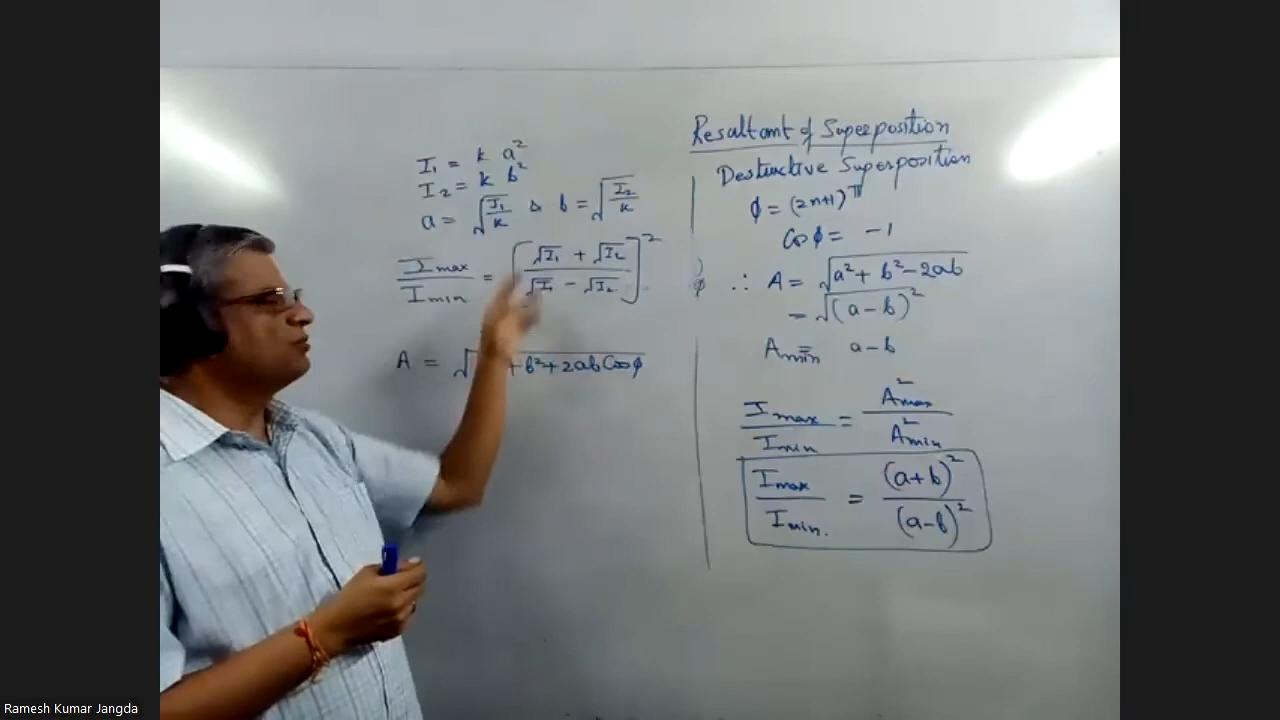 I₁ = k a²
I₂ = k b²
a = √(I₁/k) & b = √(I₂/k)
Imax/Imin = [(√I₁ + √I₂)/(√I₁ − √I₂)]²
A = √ + b² + 2ab Cos ϕ
Resultant of Superposition
Destructive Superposition
ϕ = (2n+1)π
Cos ϕ = −1
∴ A = √(a² + b² − 2ab)
= √(a − b)²
Amin = a − b
Imax/Imin = A²max/A²min
Imax/Imin. = (a+b)²/(a−b)²
Ramesh Kumar Jangda